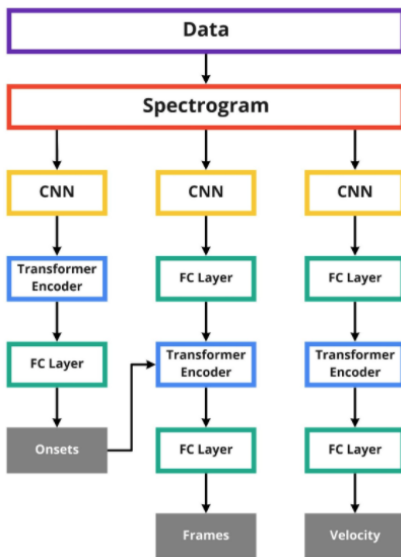 Data
Spectrogram
CNN
CNN
CNN
Transformer
Encoder
FC Layer
FC Layer
FC Layer
Transformer
Encoder
Transformer
Encoder
Onsets
FC Layer
FC Layer
Frames
Velocity